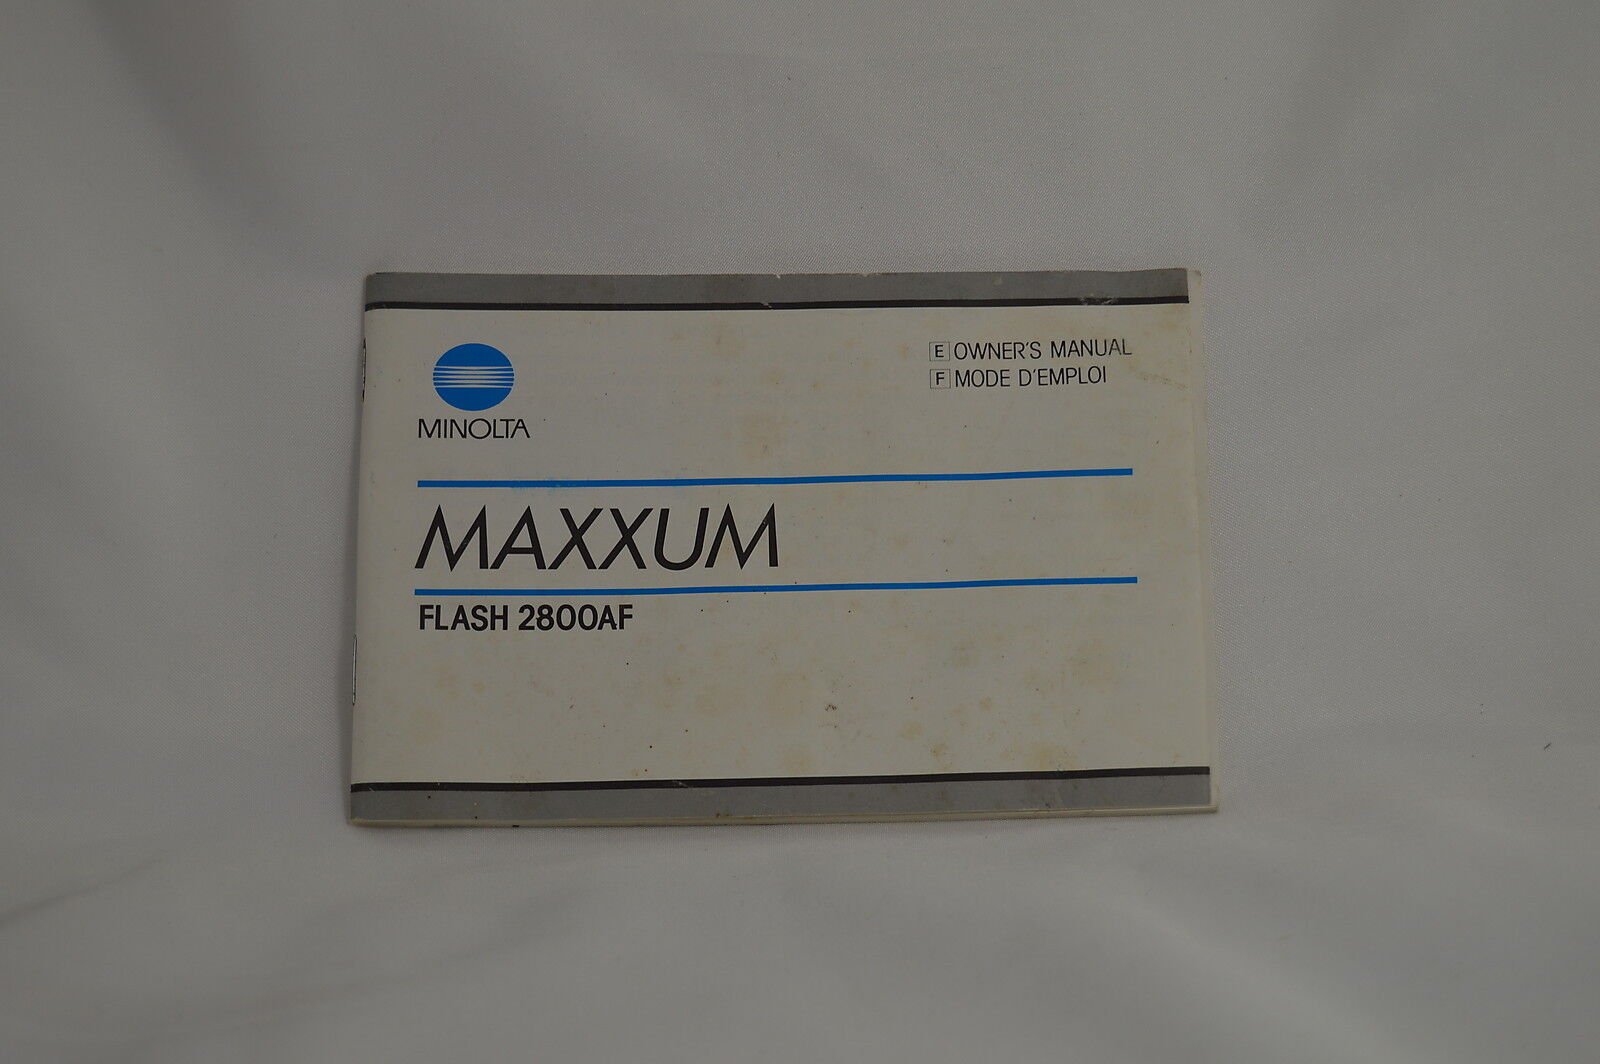 MINOLTA
E OWNER'S MANUAL
F MODE D'EMPLOI
MAXXUM
FLASH 2800AF